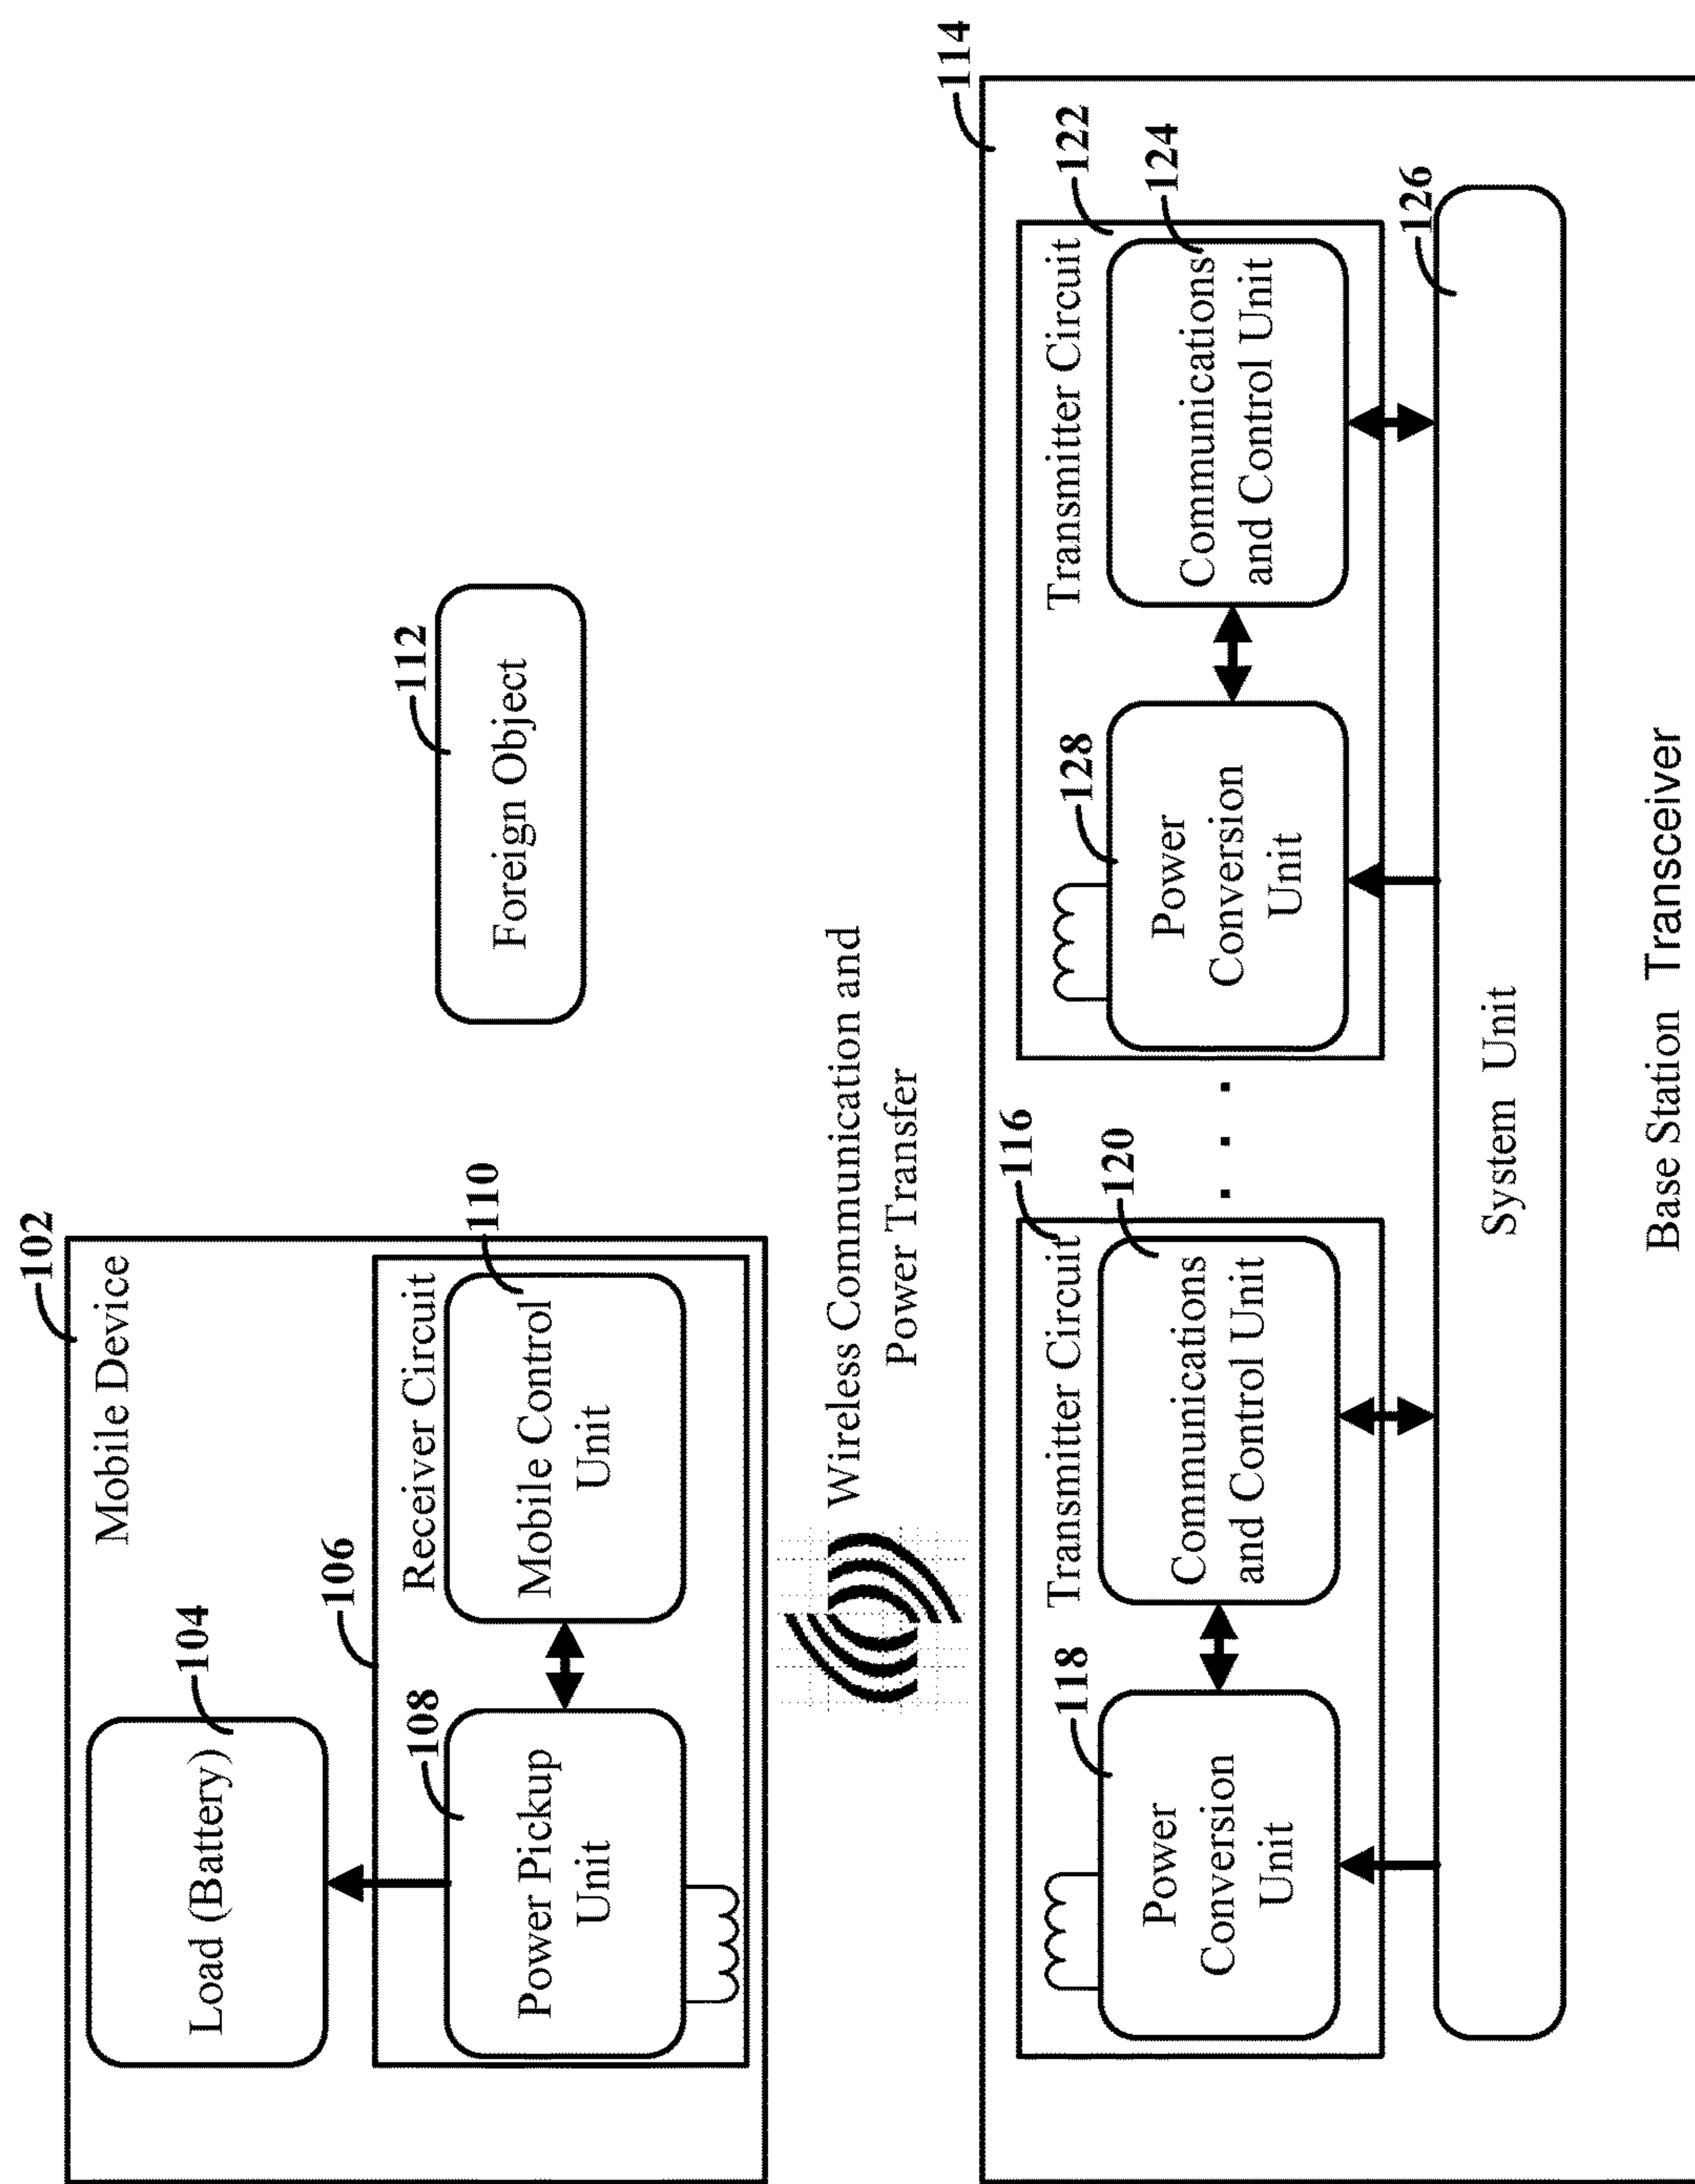 102
Mobile Device
104
Load (Battery)
106
Receiver Circuit
108
Power Pickup
Unit
110
Mobile Control
Unit
112
Foreign Object
Wireless Communication and
Power Transfer
114
116
Transmitter Circuit
118
Power
Conversion
Unit
120
Communications
and Control Unit
. . .
122
Transmitter Circuit
128
Power
Conversion
Unit
124
Communications
and Control Unit
126
System Unit
Base Station Transceiver